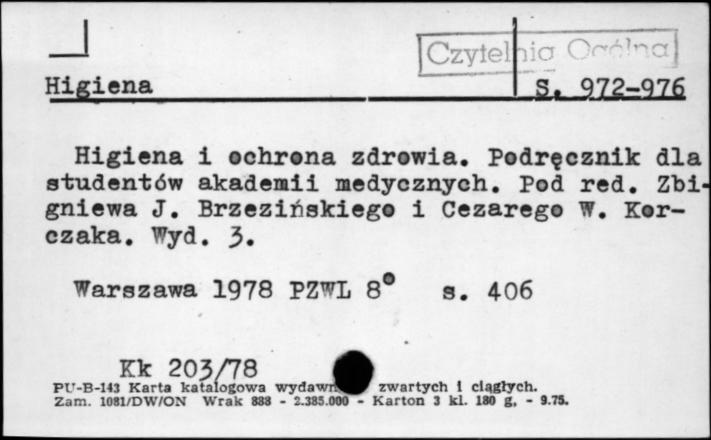 Czytelnia Ogólna
Higiena S. 972-976
Higiena i ochrona zdrowia. Podręcznik dla
studentów akademii medycznych. Pod red. Zbi-
gniewa J. Brzezińskiego i Cezarego W. Kor-
czaka. Wyd. 3.
Warszawa 1978 PZWL 8° s. 406
Kk 203/78
PU-B-143 Karta katalogowa wydawn zwartych i ciągłych.
Zam. 1081/DW/ON Wrak 888 - 2.385.000 - Karton 3 kl. 180 g, - 9.75.